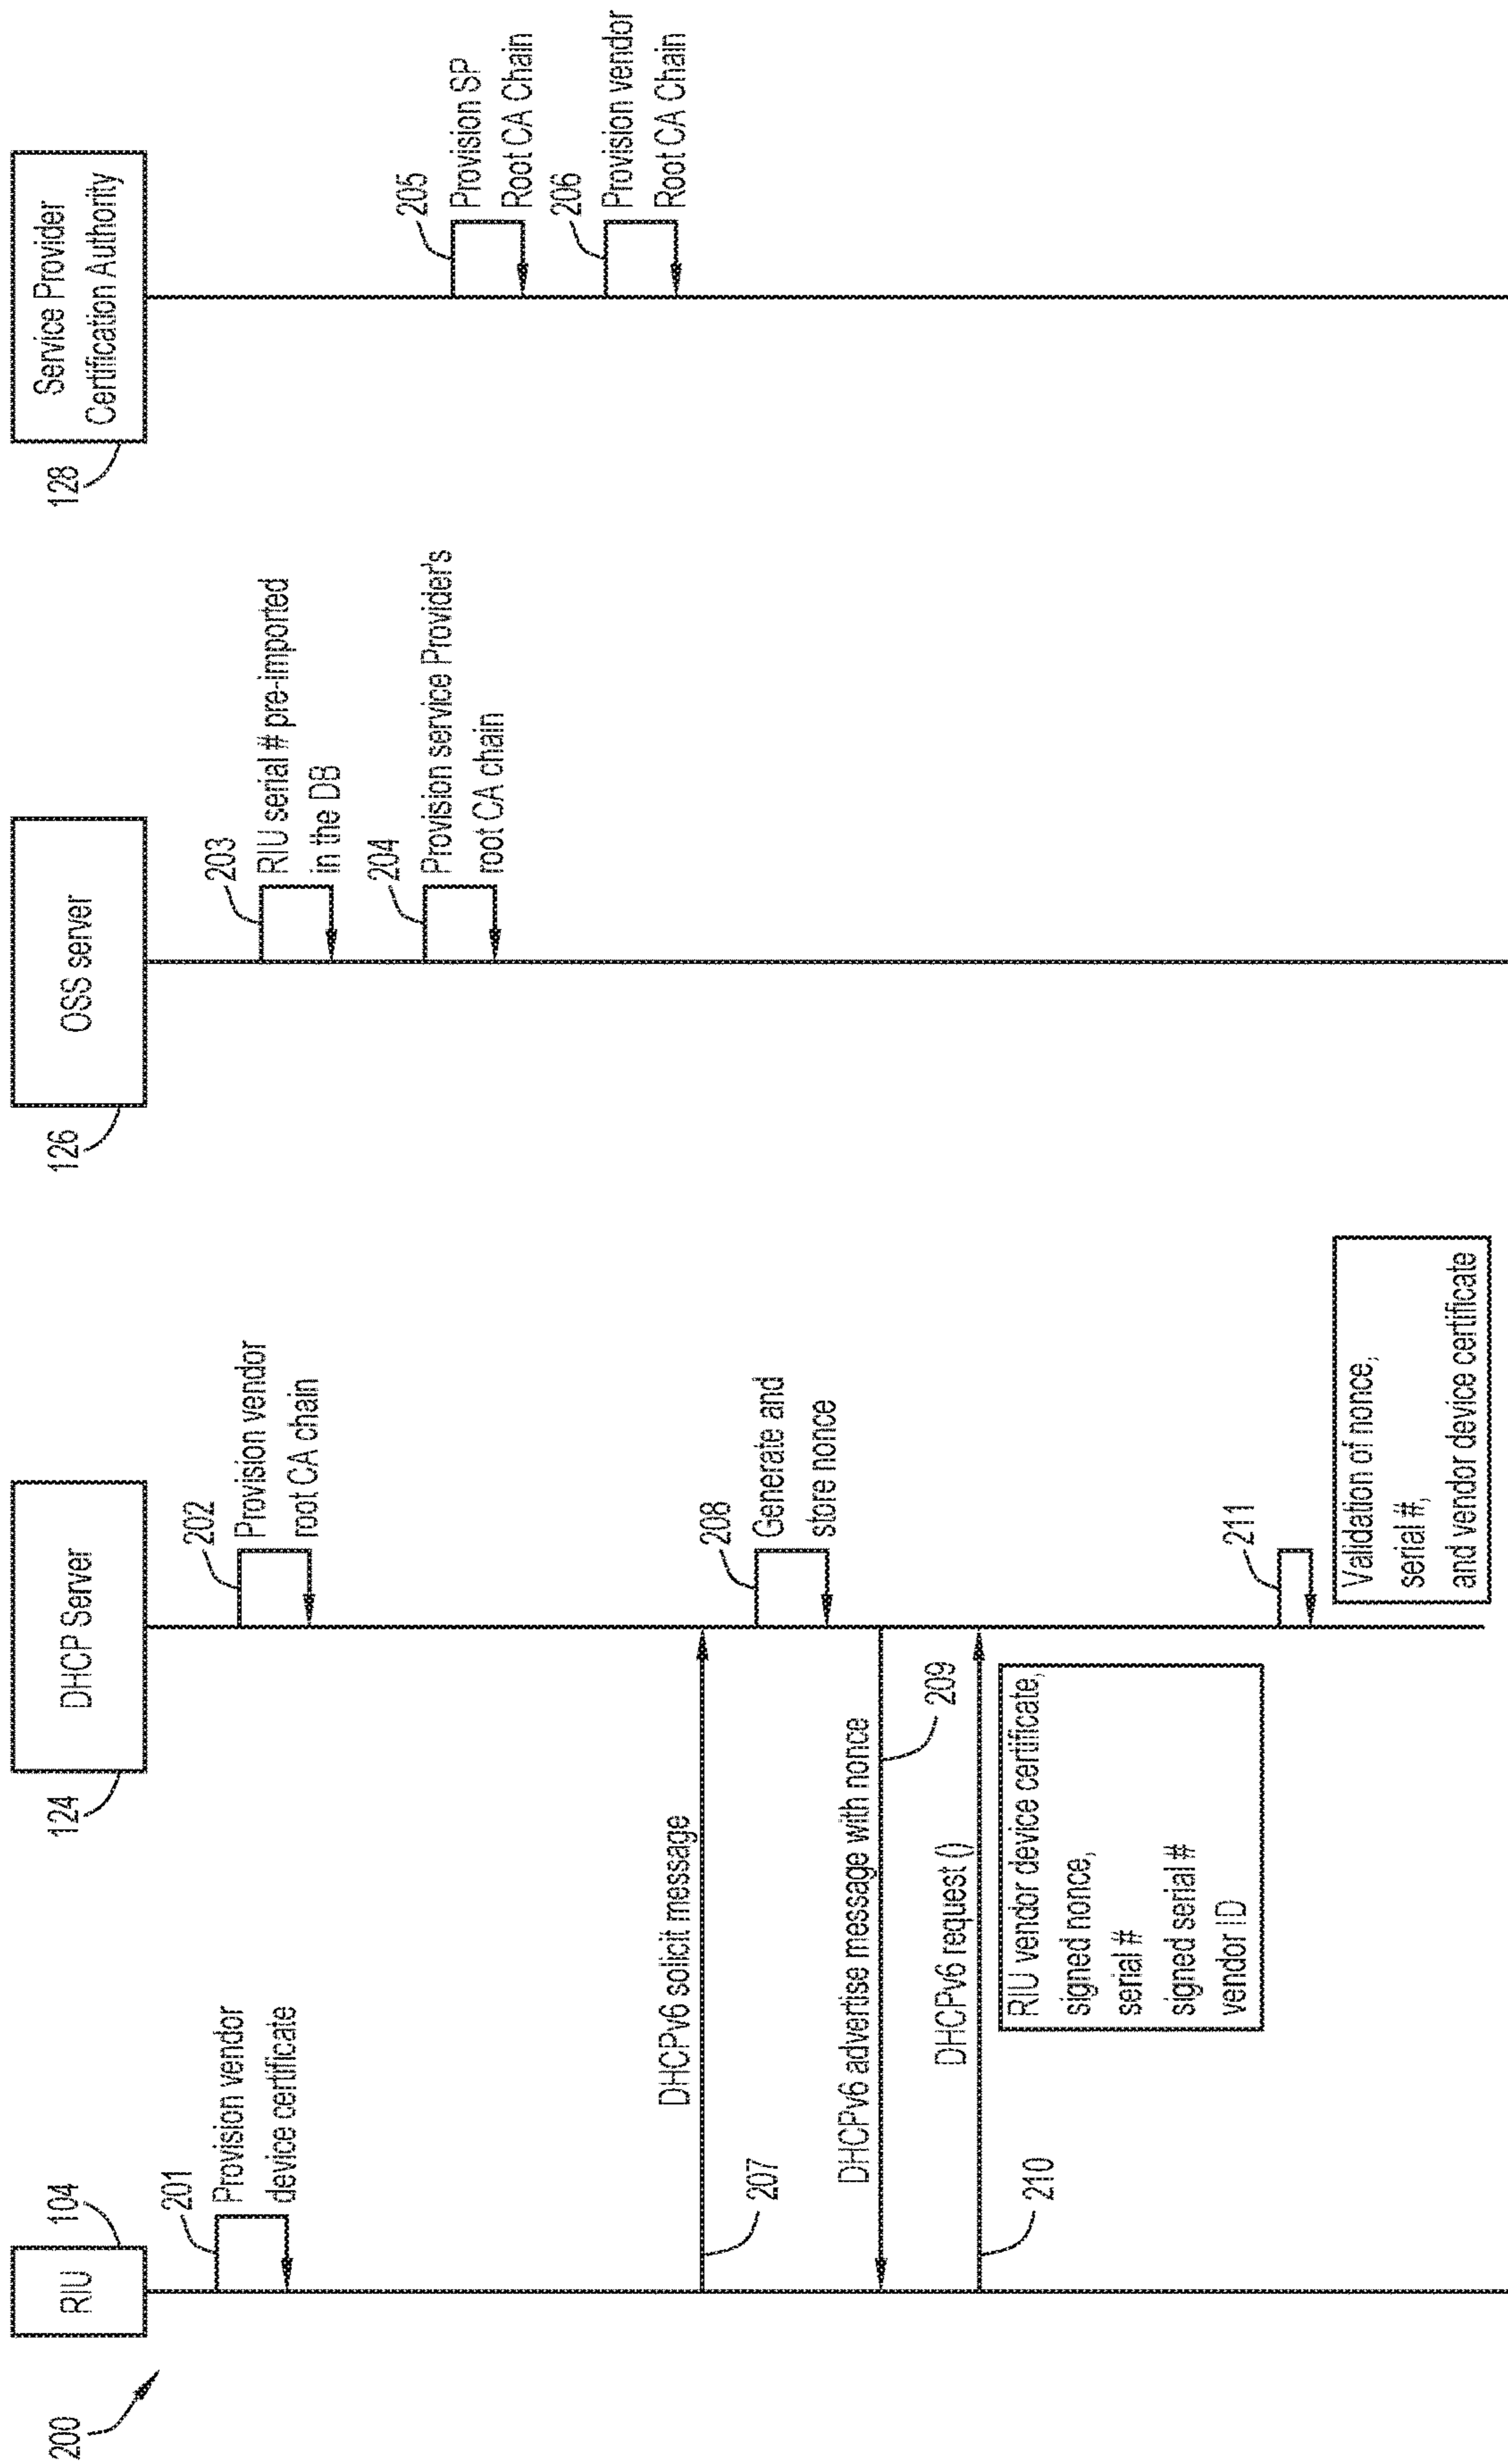 200
RIU
104
DHCP Server
124
OSS server
126
Service Provider
Certification Authority
128
201
Provision vendor
device certificate
202
Provision vendor
root CA chain
203
RIU serial # pre-imported
in the DB
204
Provision service Provider's
root CA chain
205
Provision SP
Root CA Chain
206
Provision vendor
Root CA Chain
DHCPv6 solicit message
207
208
Generate and
store nonce
DHCPv6 advertise message with nonce
209
DHCPv6 request ()
210
RIU vendor device certificate,
signed nonce,
serial #
signed serial #
vendor ID
211
Validation of nonce,
serial #,
and vendor device certificate